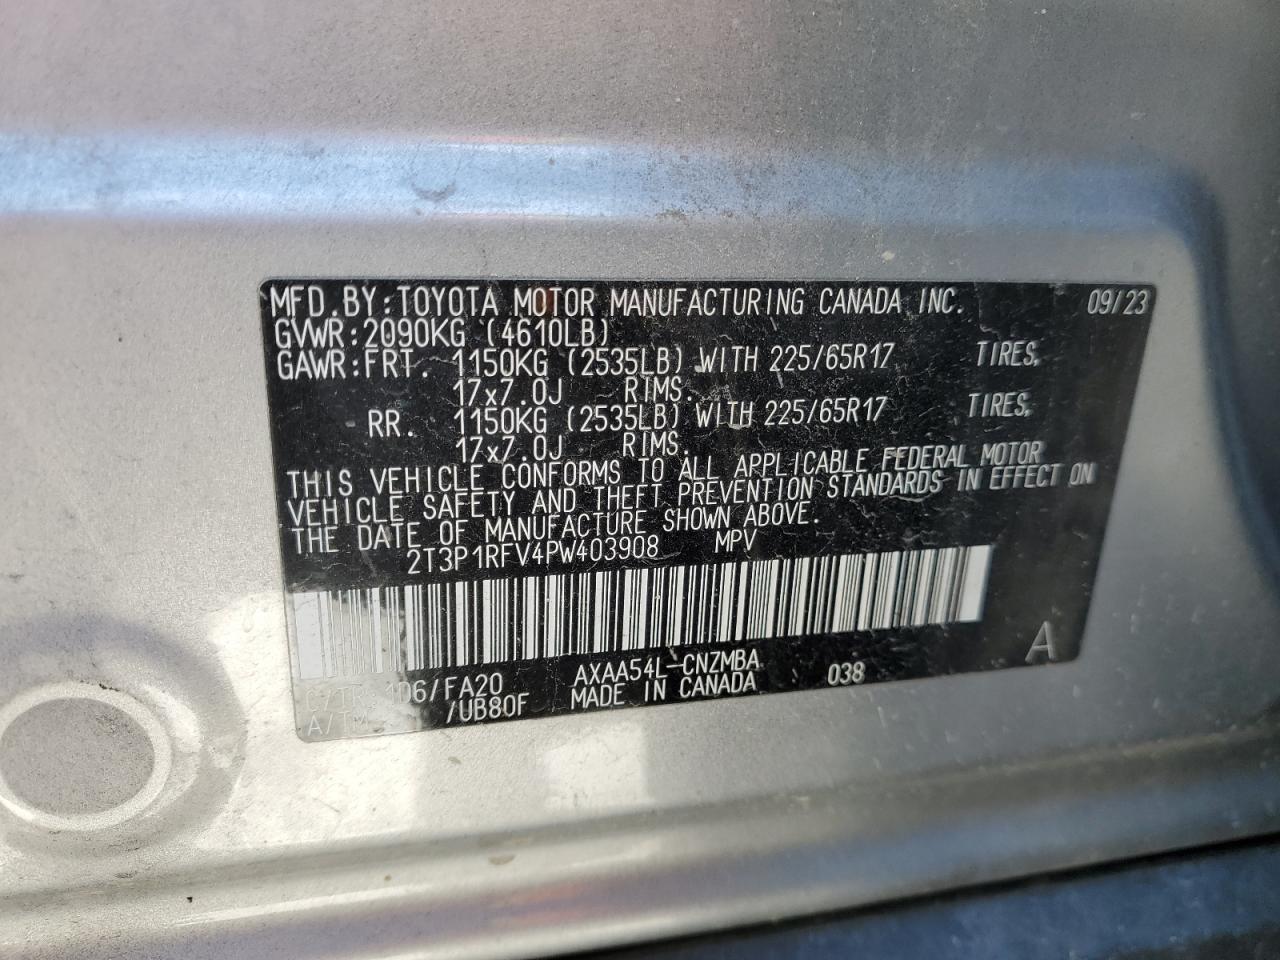 MFD.BY:TOYOTA MOTOR MANUFACTURING CANADA INC. 09/23
GVWR:2090KG (4610LB)
GAWR:FRT. 1150KG (2535LB) WITH 225/65R17 TIRES,
17x7.0J RIMS.
RR. 1150KG (2535LB) WITH 225/65R17 TIRES,
17x7.0J RIMS.
THIS VEHICLE CONFORMS TO ALL APPLICABLE FEDERAL MOTOR
VEHICLE SAFETY AND THEFT PREVENTION STANDARDS IN EFFECT ON
THE DATE OF MANUFACTURE SHOWN ABOVE.
2T3P1RFV4PW403908 MPV
A
C/TR: 1D6/FA20 AXAA54L-CNZMBA 038
A/TM /UB80F MADE IN CANADA